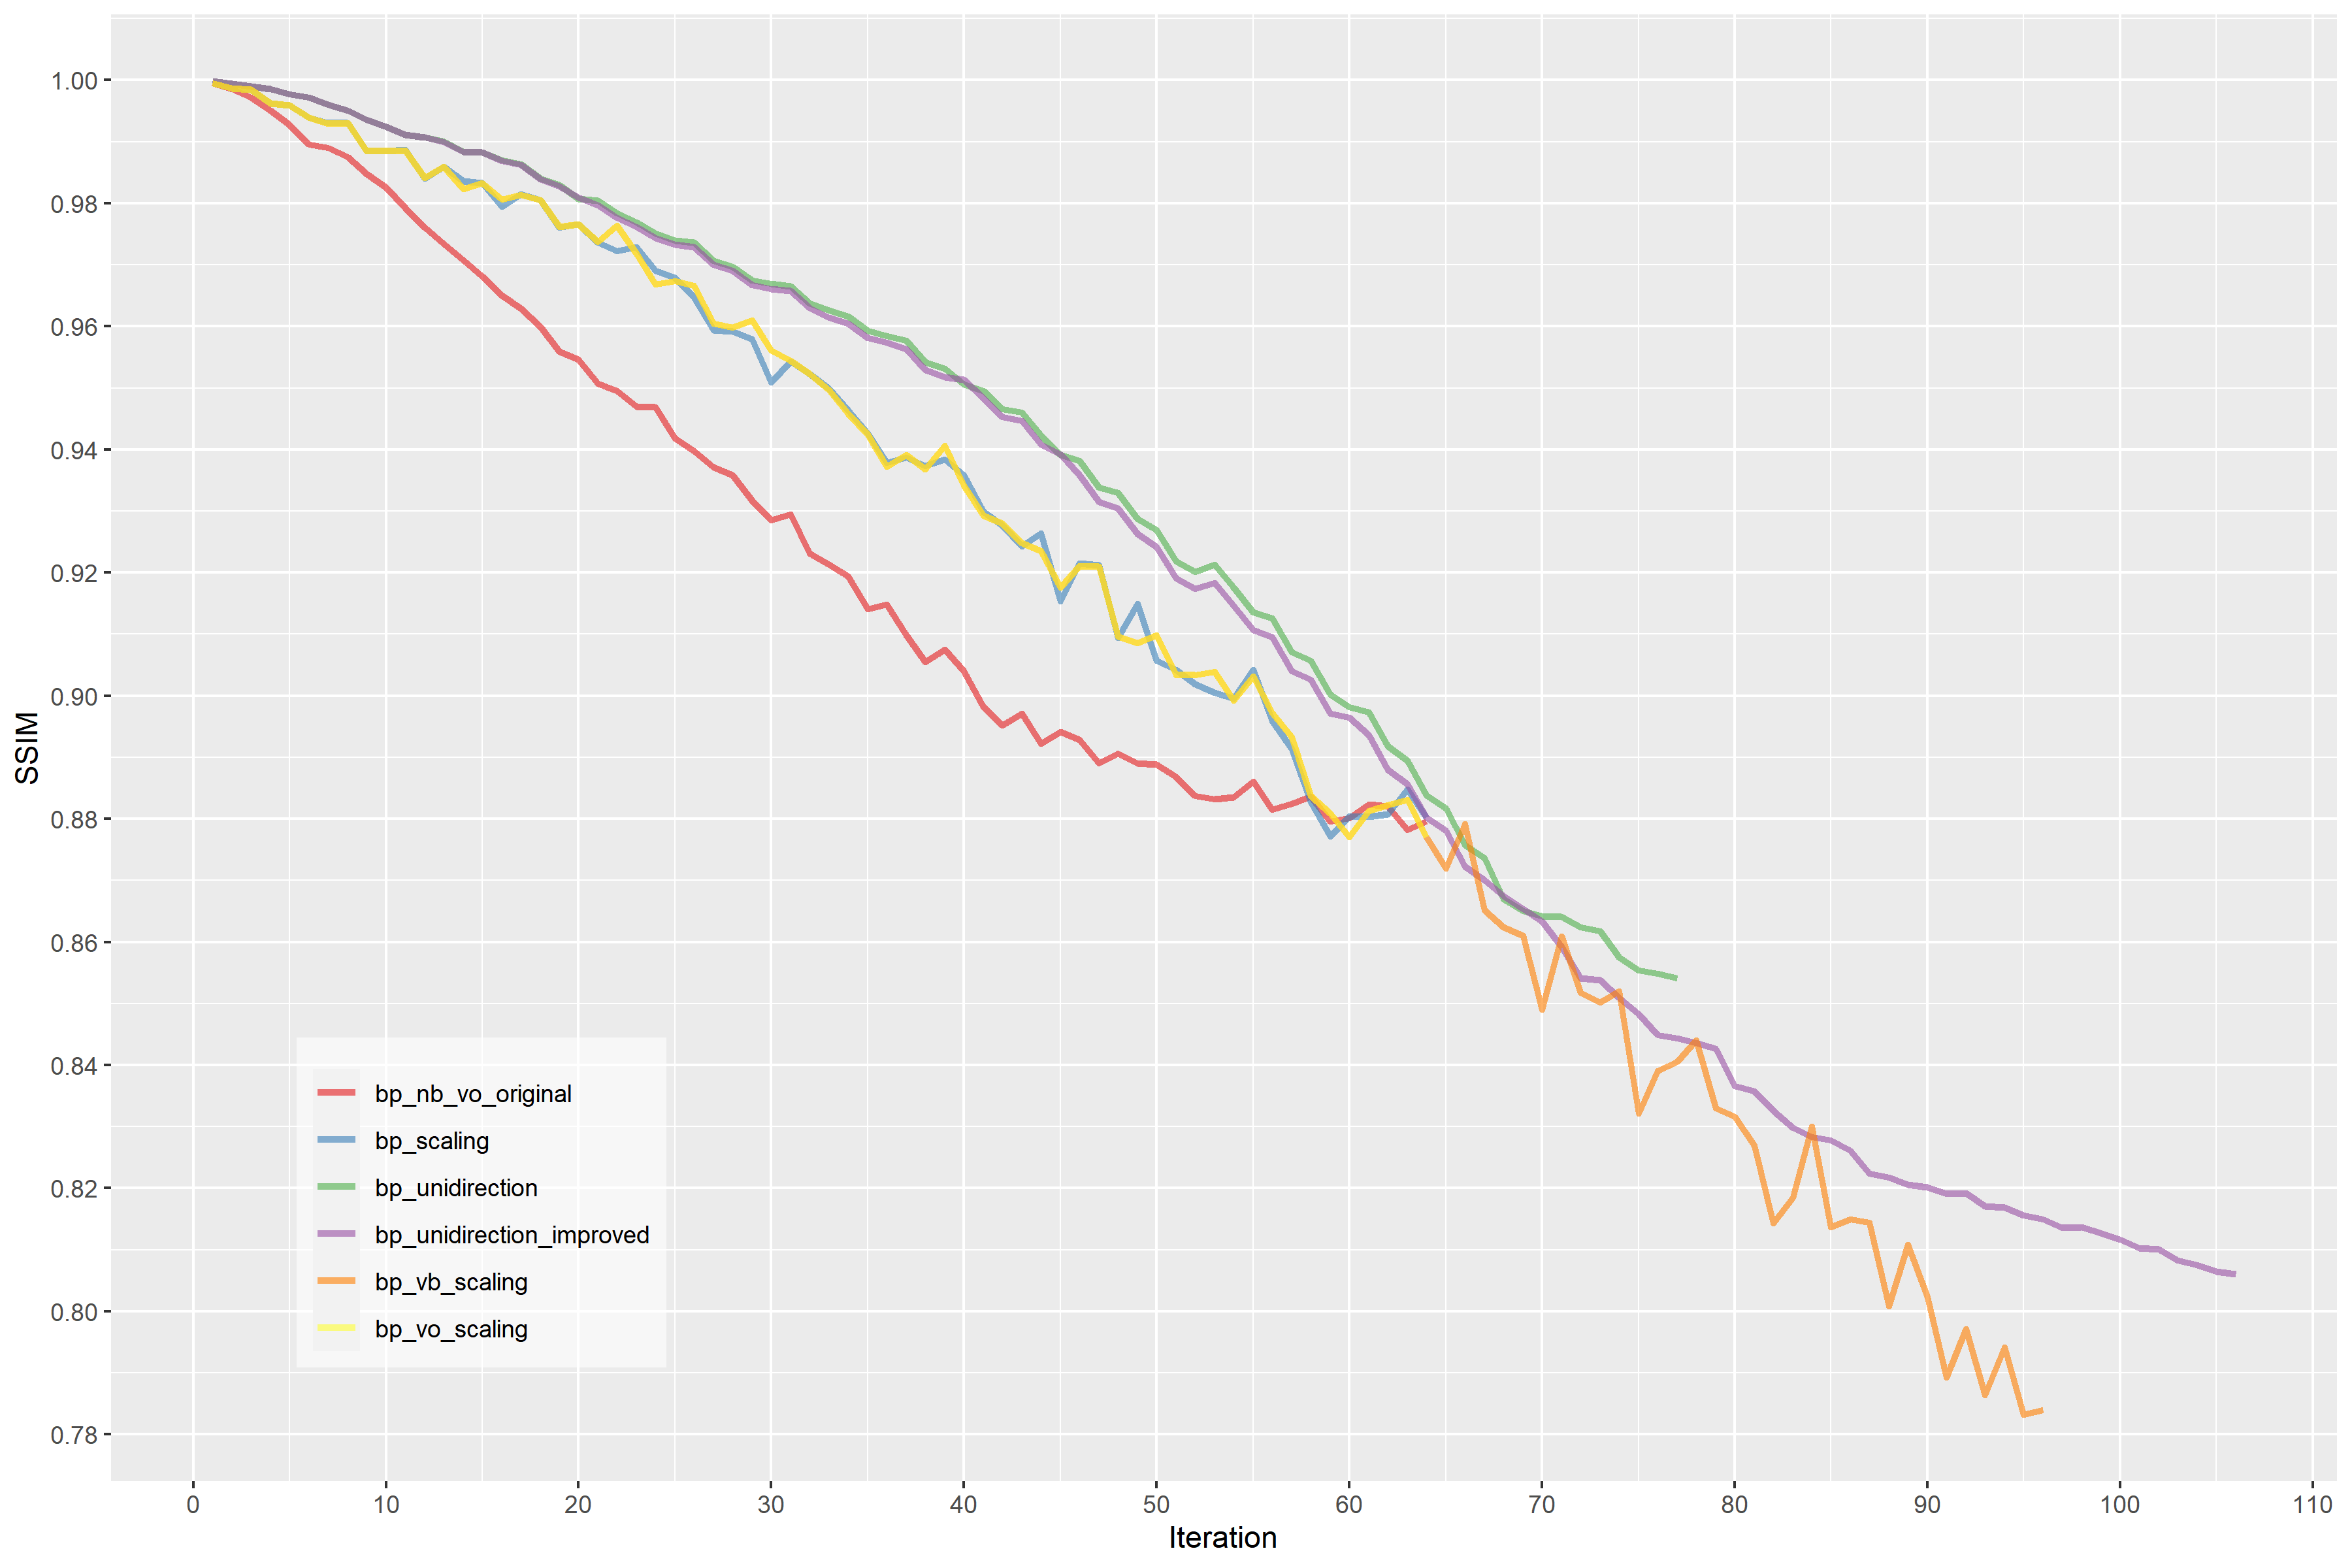 1.00
0.98
0.96
0.94
0.92
0.90
0.88
0.86
0.84
0.82
0.80
0.78
SSIM
bp_nb_vo_original
bp_scaling
bp_unidirection
bp_unidirection_improved
bp_vb_scaling
bp_vo_scaling
0 10 20 30 40 50 60 70 80 90 100 110
Iteration